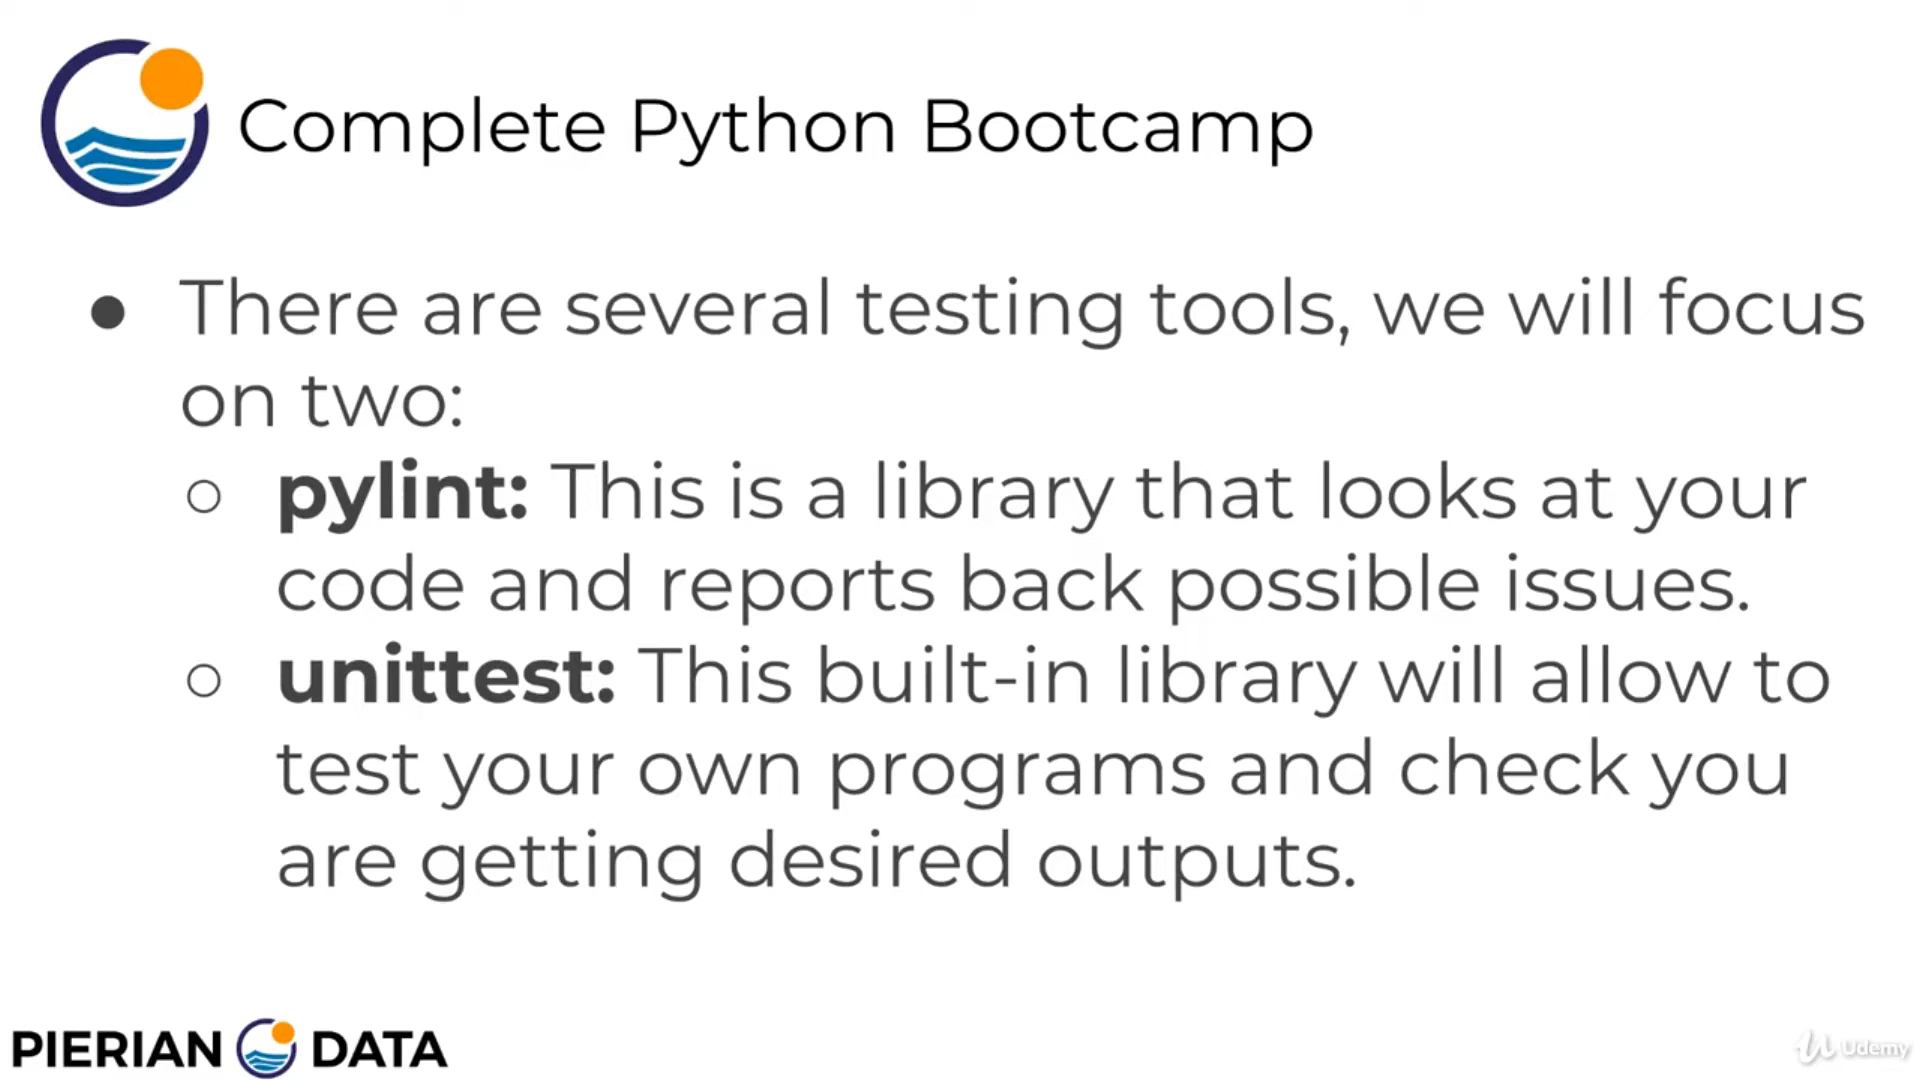 Complete Python Bootcamp
● There are several testing tools, we will focus
on two:
○ pylint: This is a library that looks at your
code and reports back possible issues.
○ unittest: This built-in library will allow to
test your own programs and check you
are getting desired outputs.
PIERIAN DATA
Udemy